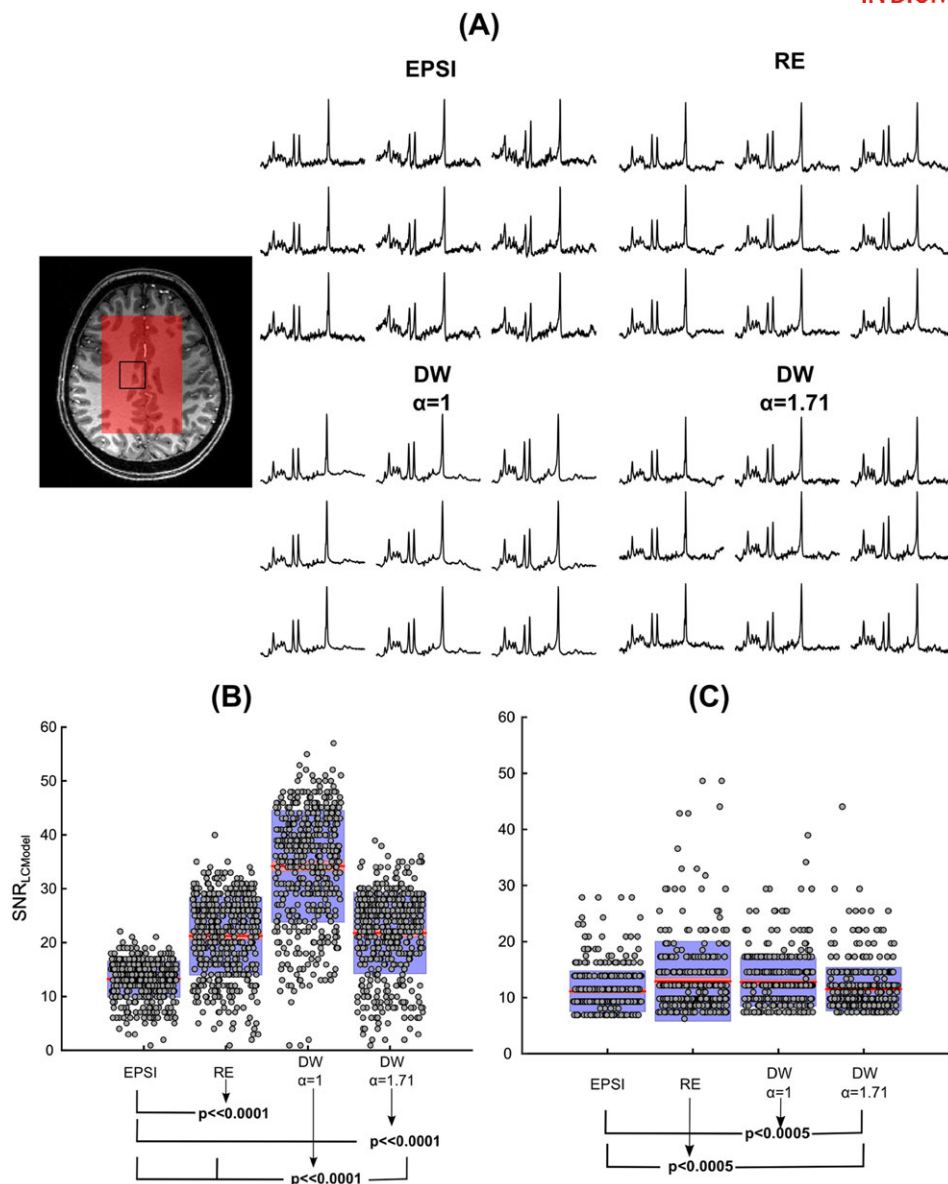 (A)
EPSI
RE
DW
α=1
DW
α=1.71
(B)
60
50
40
30
20
10
0
SNR LCModel
EPSI
RE
DW
α=1
DW
α=1.71
p<<0.0001
p<<0.0001
p<<0.0001
(C)
60
50
40
30
20
10
0
EPSI
RE
DW
α=1
DW
α=1.71
p<0.0005
p<0.0005